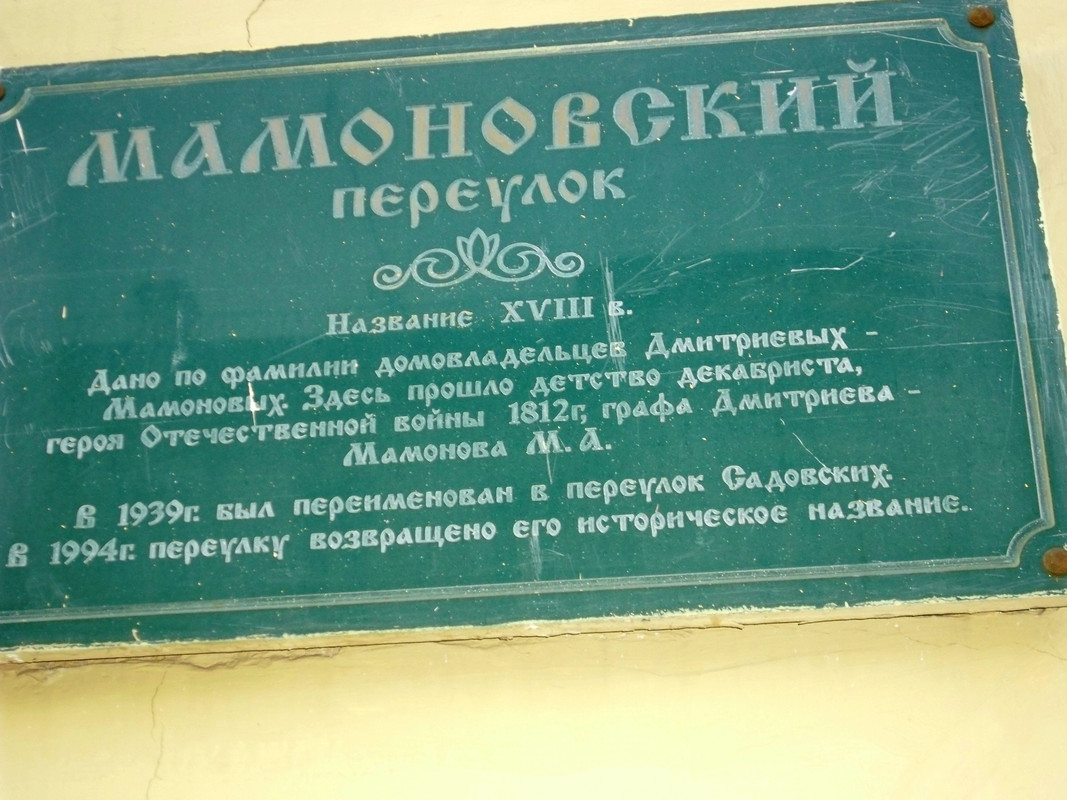 МАМОНОВСКИЙ
ПЕРЕУЛОК
Название XVIII в.
Дано по фамилии домовладельцев Дмитриевых -
Мамоновых. Здесь прошло детство декабриста,
героя Отечественной войны 1812г, графа Дмитриева -
Мамонова М. А.
В 1939г. был переименован в переулок Садовских.
В 1994г. переулку возвращено его историческое название.